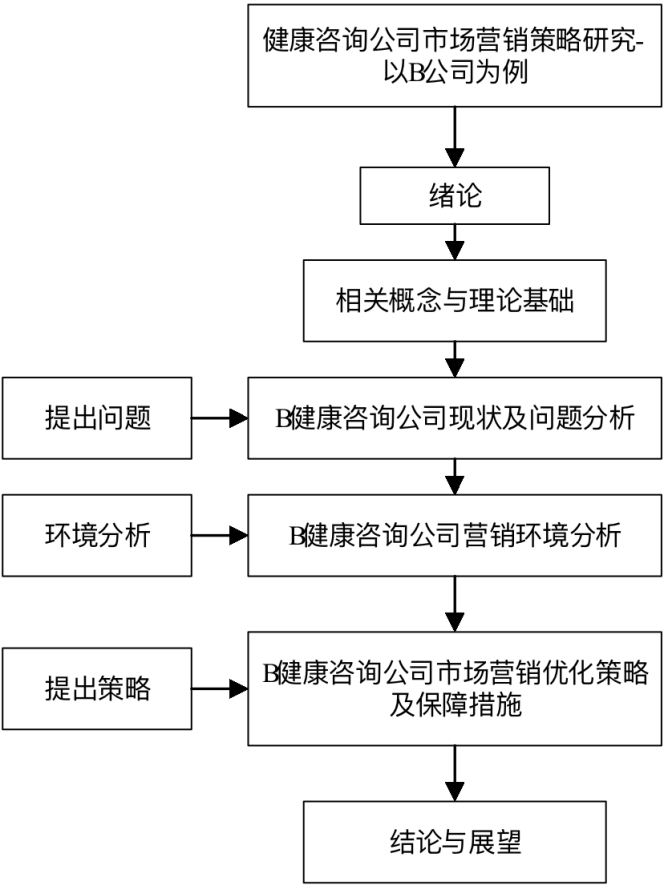 健康咨询公司市场营销策略研究-
以B公司为例
绪论
相关概念与理论基础
提出问题
B健康咨询公司现状及问题分析
环境分析
B健康咨询公司营销环境分析
提出策略
B健康咨询公司市场营销优化策略
及保障措施
结论与展望